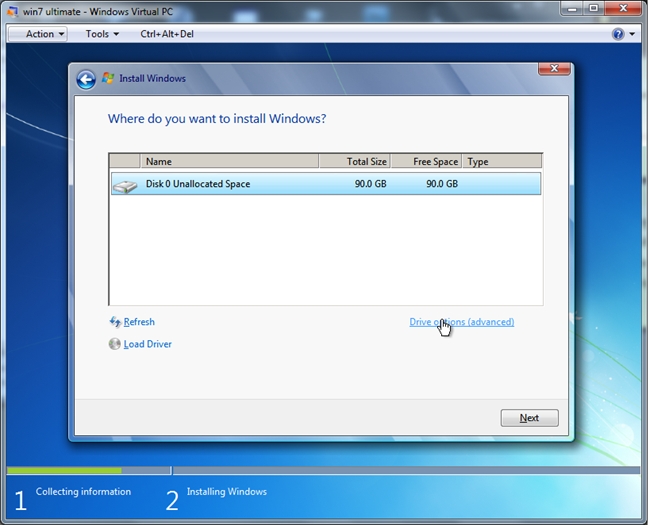 win7 ultimate - Windows Virtual PC
Action Tools Ctrl+Alt+Del
Install Windows
Where do you want to install Windows?
Name Total Size Free Space Type
Disk 0 Unallocated Space 90.0 GB 90.0 GB
Refresh Drive options (advanced)
Load Driver
Next
1 Collecting information 2 Installing Windows